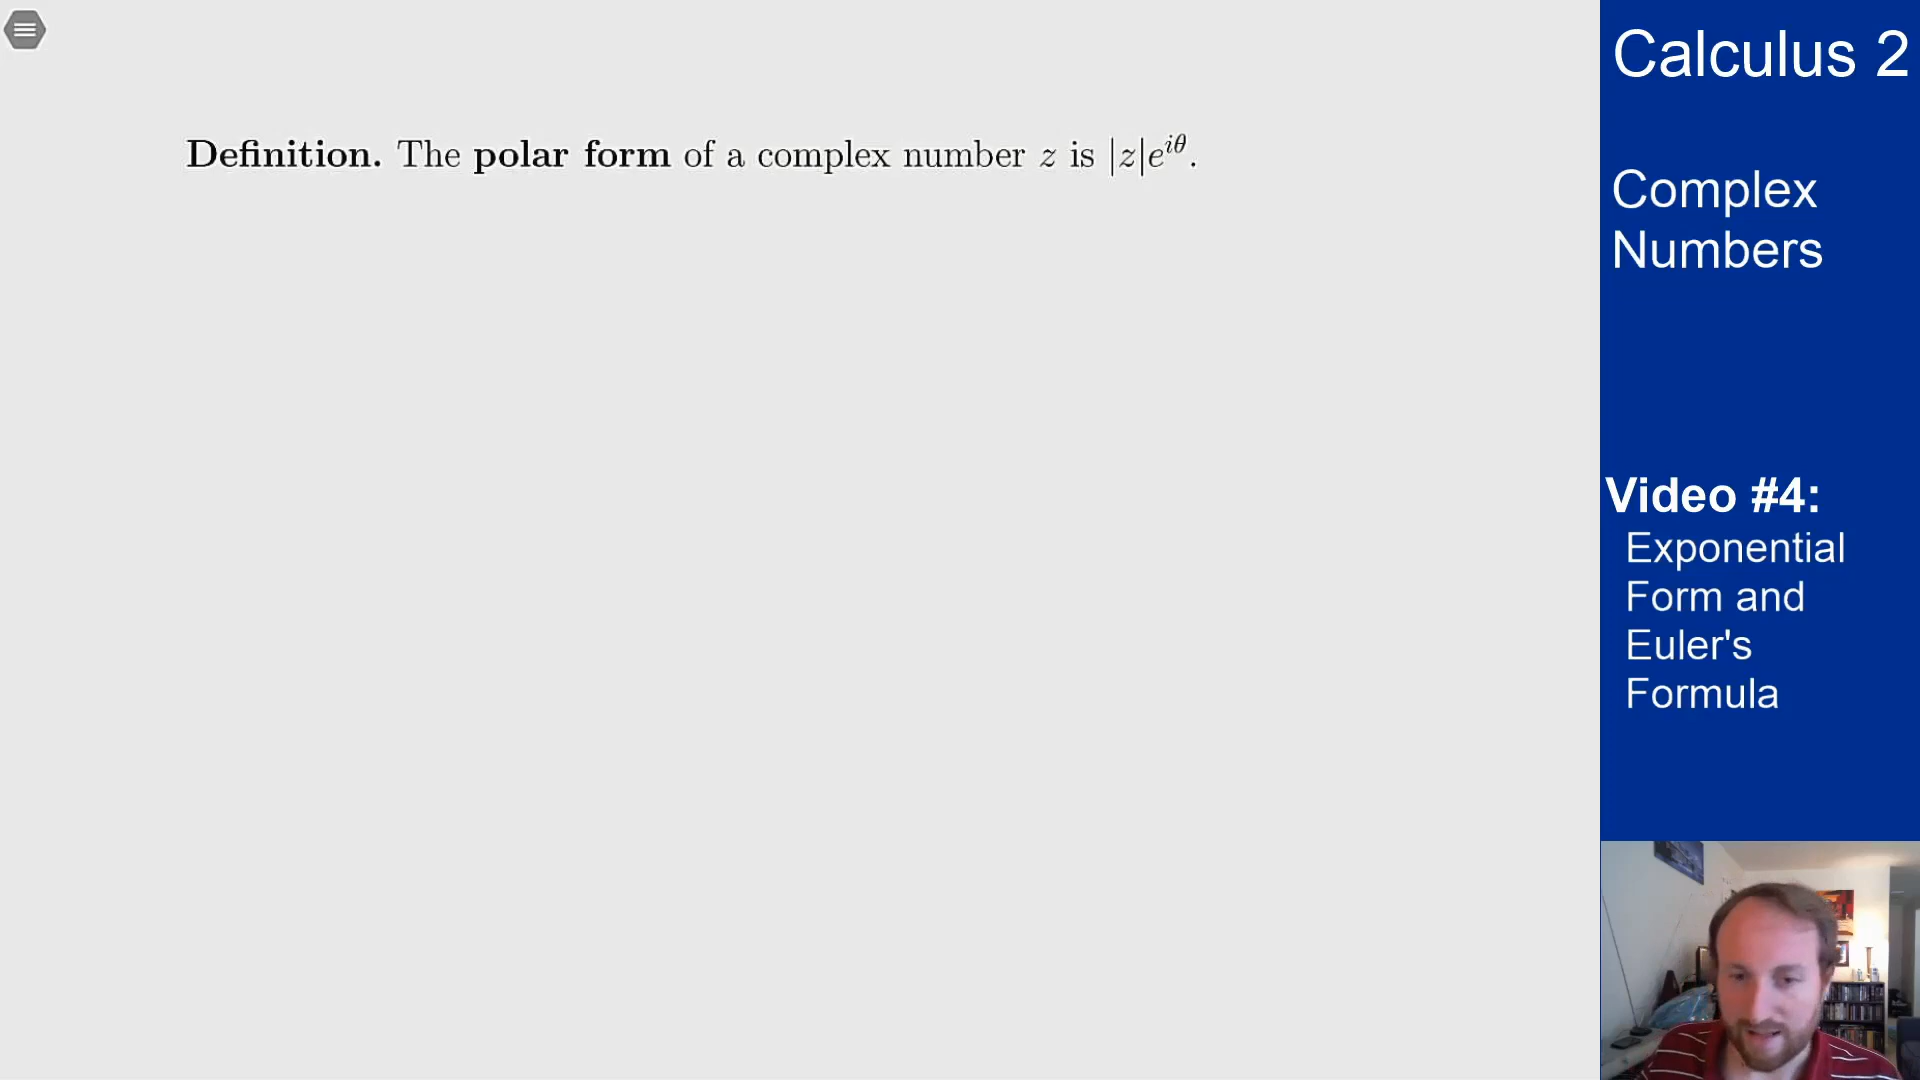 Definition. The polar form of a complex number z is |z|e^{iθ}.
Calculus 2
Complex
Numbers
Video #4:
Exponential
Form and
Euler's
Formula